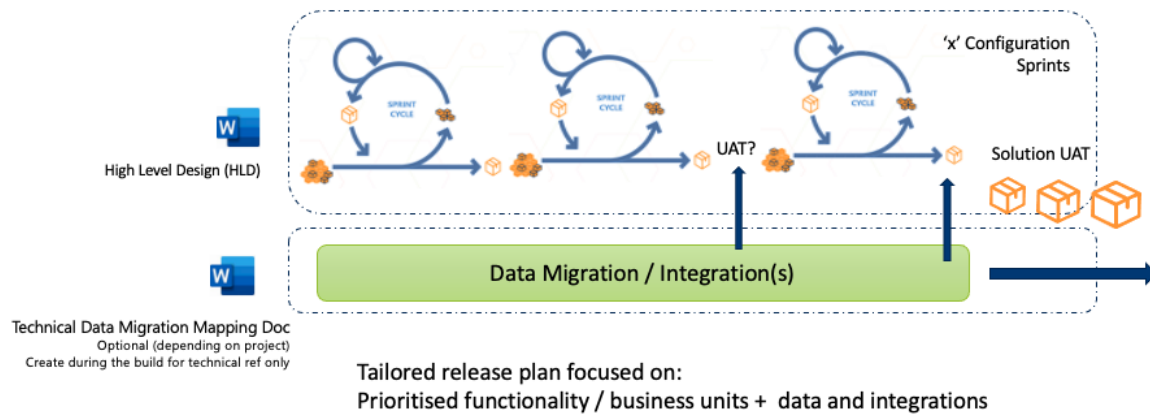 'x' Configuration
Sprints
SPRINT
CYCLE
SPRINT
CYCLE
SPRINT
CYCLE
W
High Level Design (HLD)
UAT?
Solution UAT
Data Migration / Integration(s)
W
Technical Data Migration Mapping Doc
Optional (depending on project)
Create during the build for technical ref only
Tailored release plan focused on:
Prioritised functionality / business units + data and integrations